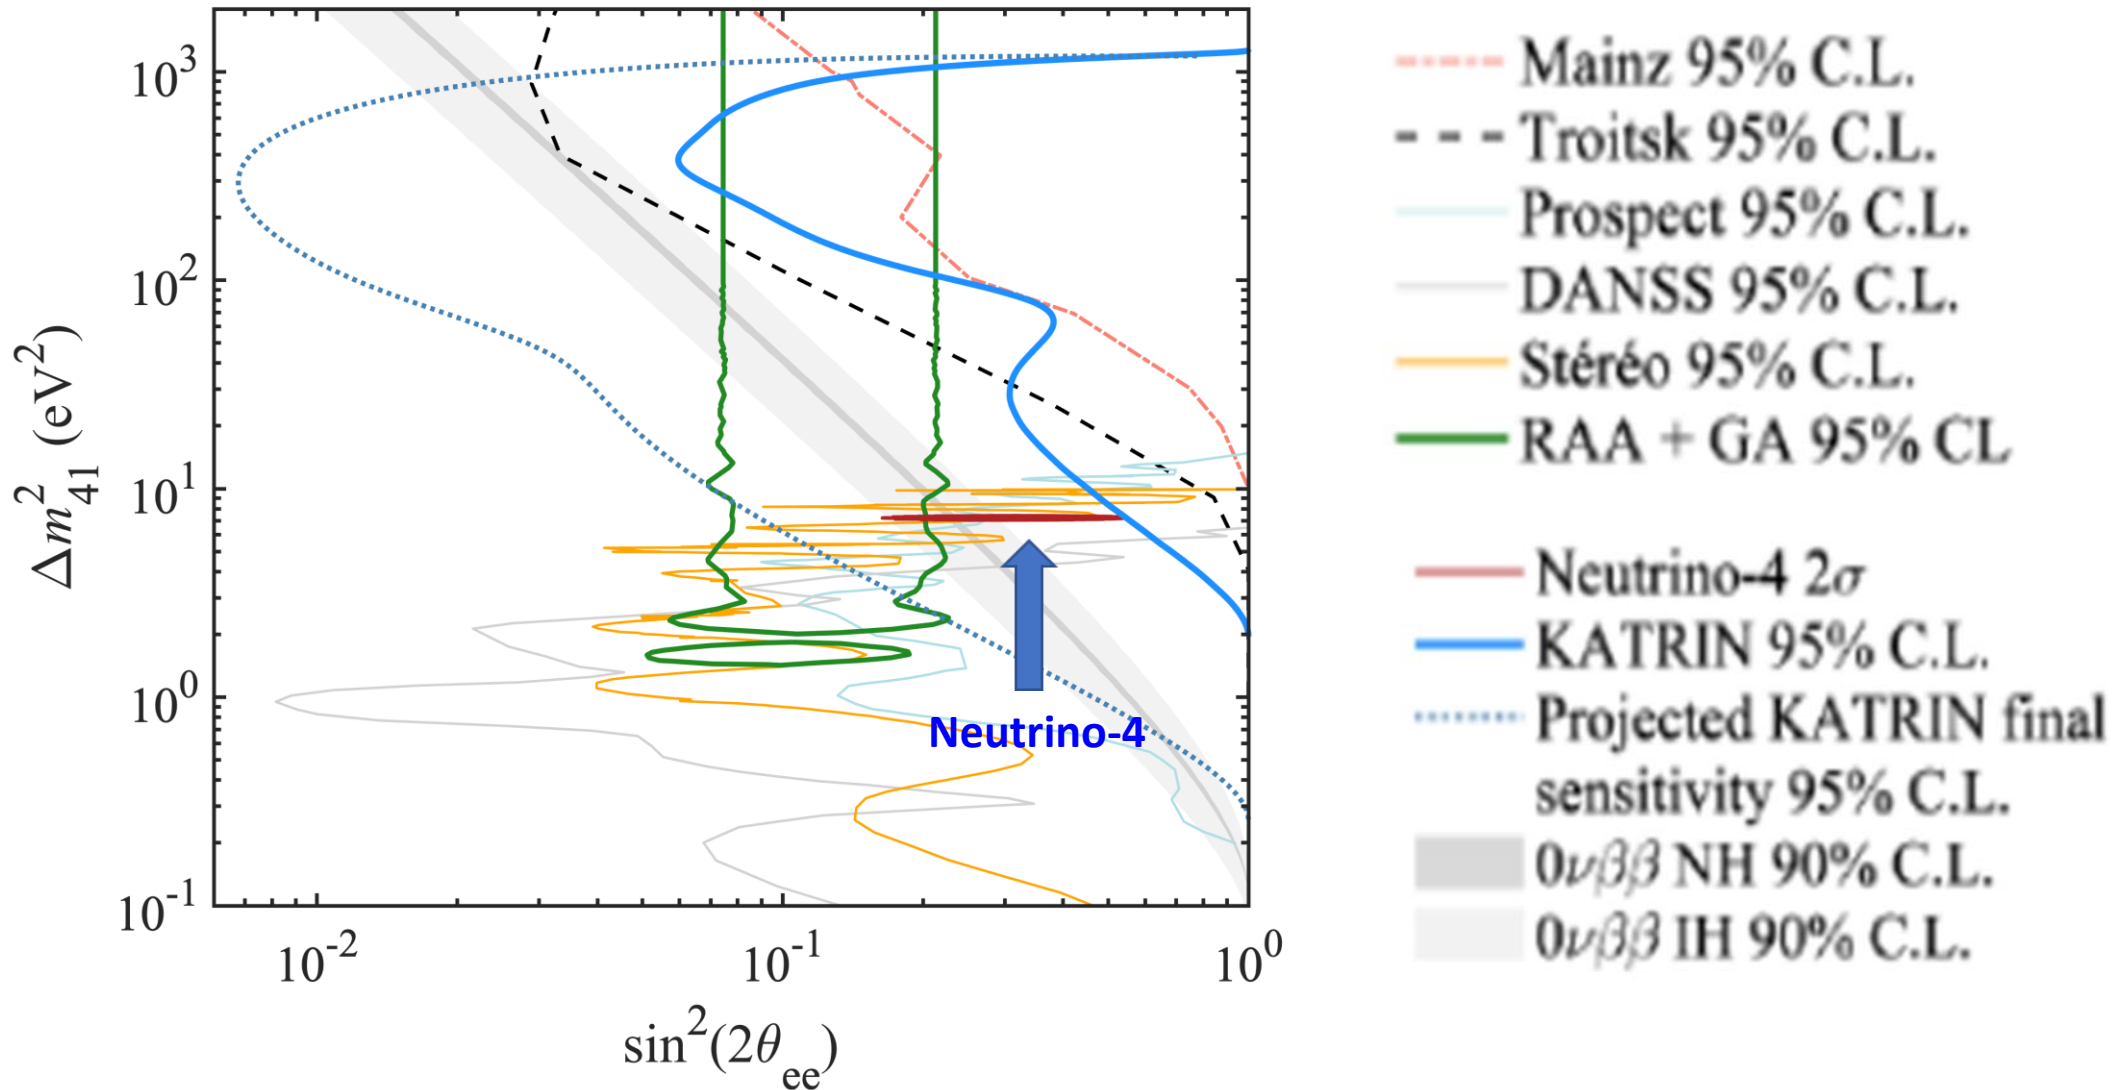 10³
10²
10¹
10⁰
10⁻¹
Δm²₄₁ (eV²)
10⁻²
10⁻¹
10⁰
sin²(2θₑₑ)
Neutrino-4
Mainz 95% C.L.
Troitsk 95% C.L.
Prospect 95% C.L.
DANSS 95% C.L.
Stéréo 95% C.L.
RAA + GA 95% CL
Neutrino-4 2σ
KATRIN 95% C.L.
Projected KATRIN final
sensitivity 95% C.L.
0νββ NH 90% C.L.
0νββ IH 90% C.L.